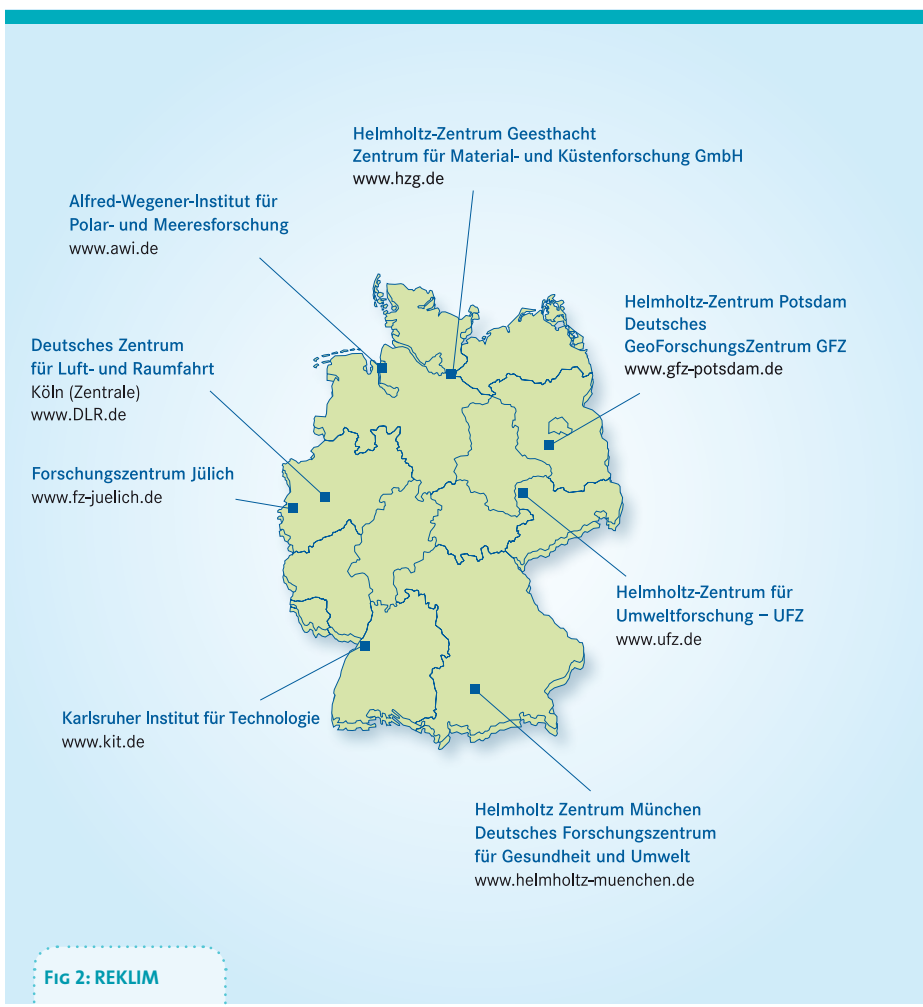 Helmholtz-Zentrum Geesthacht
Zentrum für Material- und Küstenforschung GmbH
www.hzg.de
Alfred-Wegener-Institut für
Polar- und Meeresforschung
www.awi.de
Helmholtz-Zentrum Potsdam
Deutsches
GeoForschungsZentrum GFZ
www.gfz-potsdam.de
Deutsches Zentrum
für Luft- und Raumfahrt
Köln (Zentrale)
www.DLR.de
Forschungszentrum Jülich
www.fz-juelich.de
Helmholtz-Zentrum für
Umweltforschung – UFZ
www.ufz.de
Karlsruher Institut für Technologie
www.kit.de
Helmholtz Zentrum München
Deutsches Forschungszentrum
für Gesundheit und Umwelt
www.helmholtz-muenchen.de
Fig 2: REKLIM